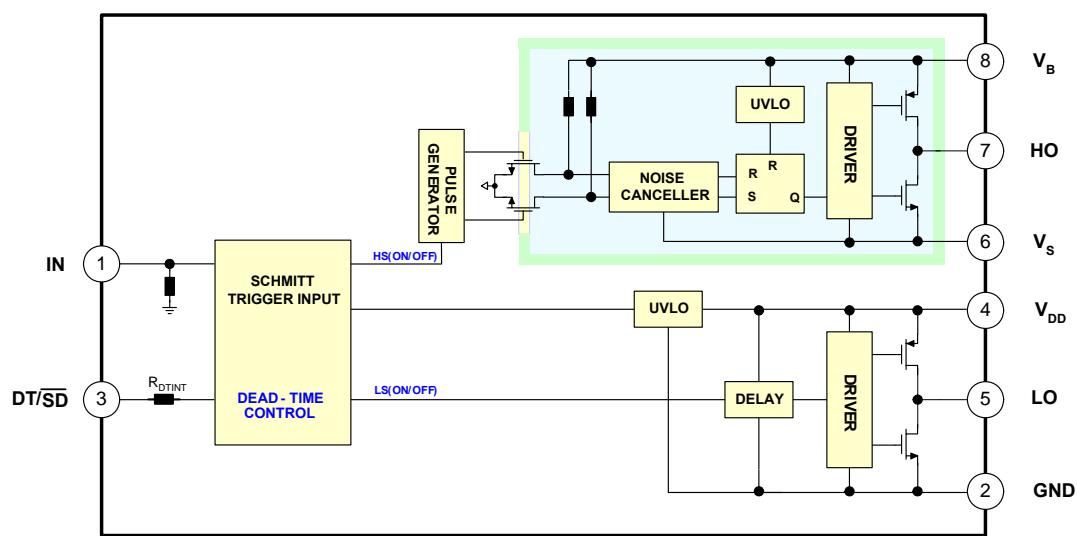 8
V_B
UVLO
DRIVER
PULSE
GENERATOR
7
HO
R
R
NOISE
CANCELLER
S
Q
6
V_S
IN
1
HS(ON/OFF)
SCHMITT
TRIGGER INPUT
UVLO
4
V_DD
DT/S̅D̅
3
R_DTINT
DEAD - TIME
CONTROL
LS(ON/OFF)
DELAY
DRIVER
5
LO
2
GND